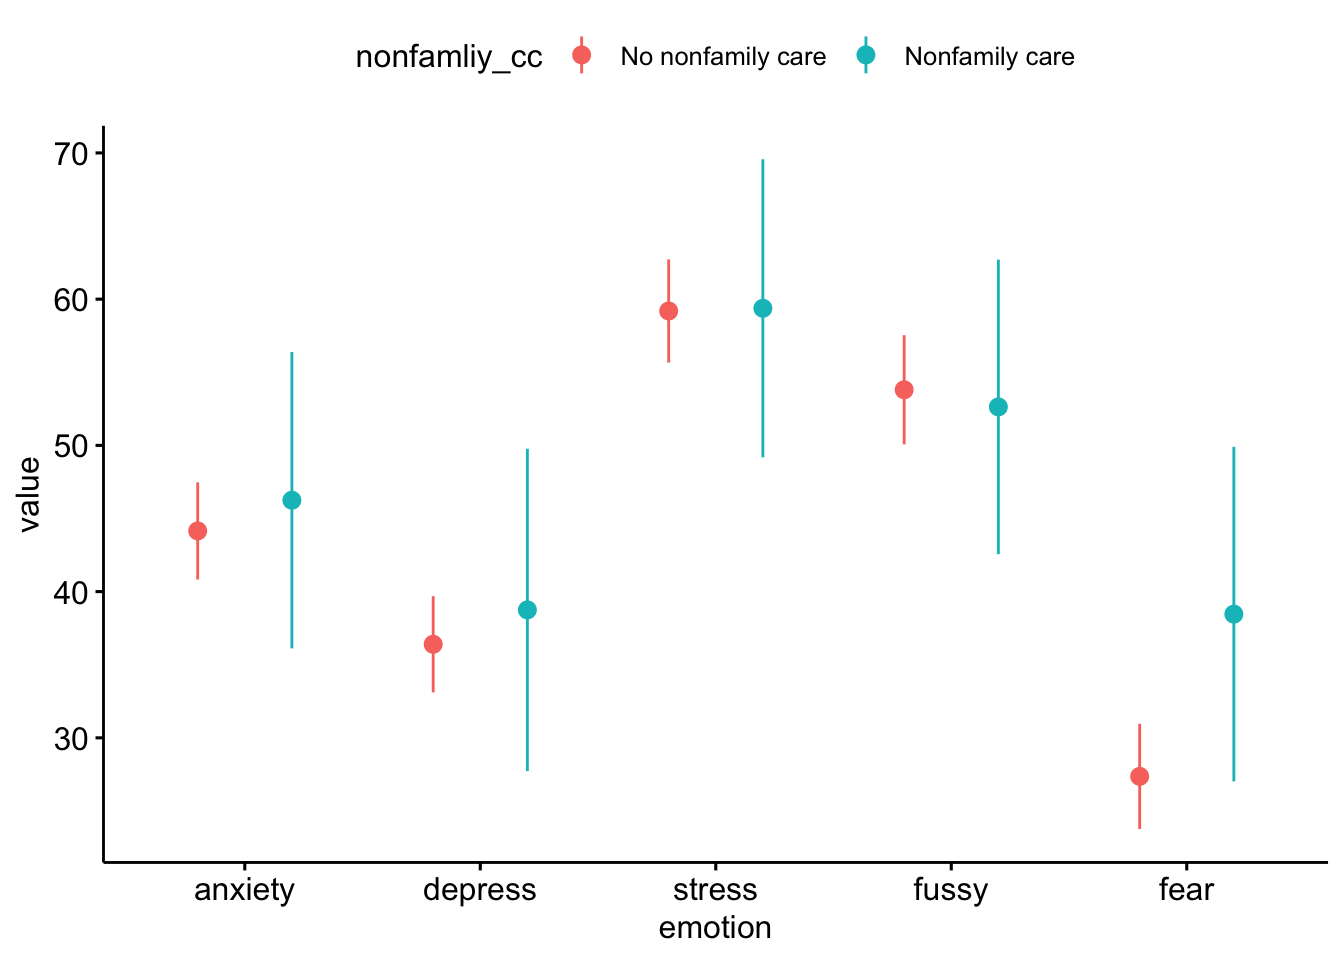 nonfamliy_cc No nonfamily care Nonfamily care
70
60
50
40
30
value
anxiety depress stress fussy fear
emotion